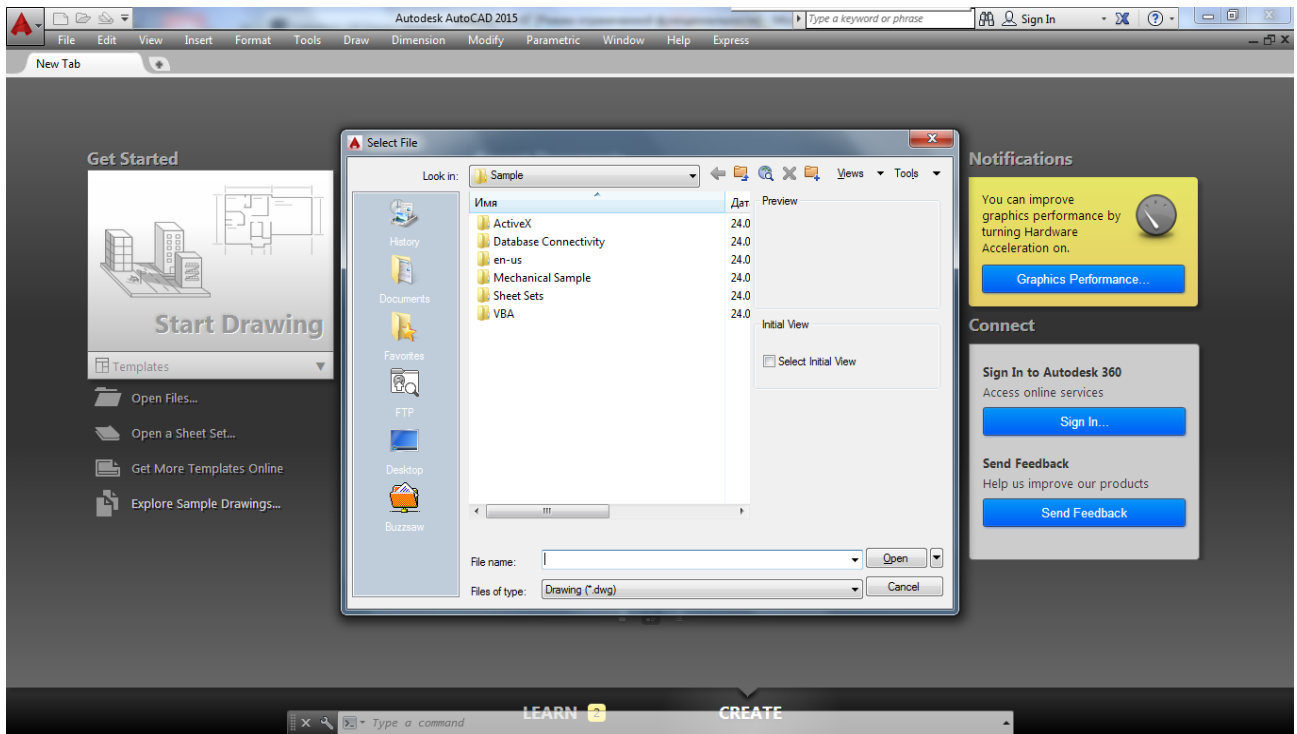 Autodesk AutoCAD 2015
Type a keyword or phrase
Sign In
File Edit View Insert Format Tools Draw Dimension Modify Parametric Window Help Express
New Tab
Get Started
Start Drawing
Templates
Open Files...
Open a Sheet Set...
Get More Templates Online
Explore Sample Drawings...
Select File
Look in: Sample
Views Tools
History
Documents
Favorites
FTP
Desktop
Buzzsaw
Имя Дат
ActiveX 24.0
Database Connectivity 24.0
en-us 24.0
Mechanical Sample 24.0
Sheet Sets 24.0
VBA 24.0
Preview
Initial View
Select Initial View
File name:
Open
Files of type: Drawing (*.dwg)
Cancel
Notifications
You can improve
graphics performance by
turning Hardware
Acceleration on.
Graphics Performance...
Connect
Sign In to Autodesk 360
Access online services
Sign In...
Send Feedback
Help us improve our products
Send Feedback
LEARN 2 CREATE
Type a command